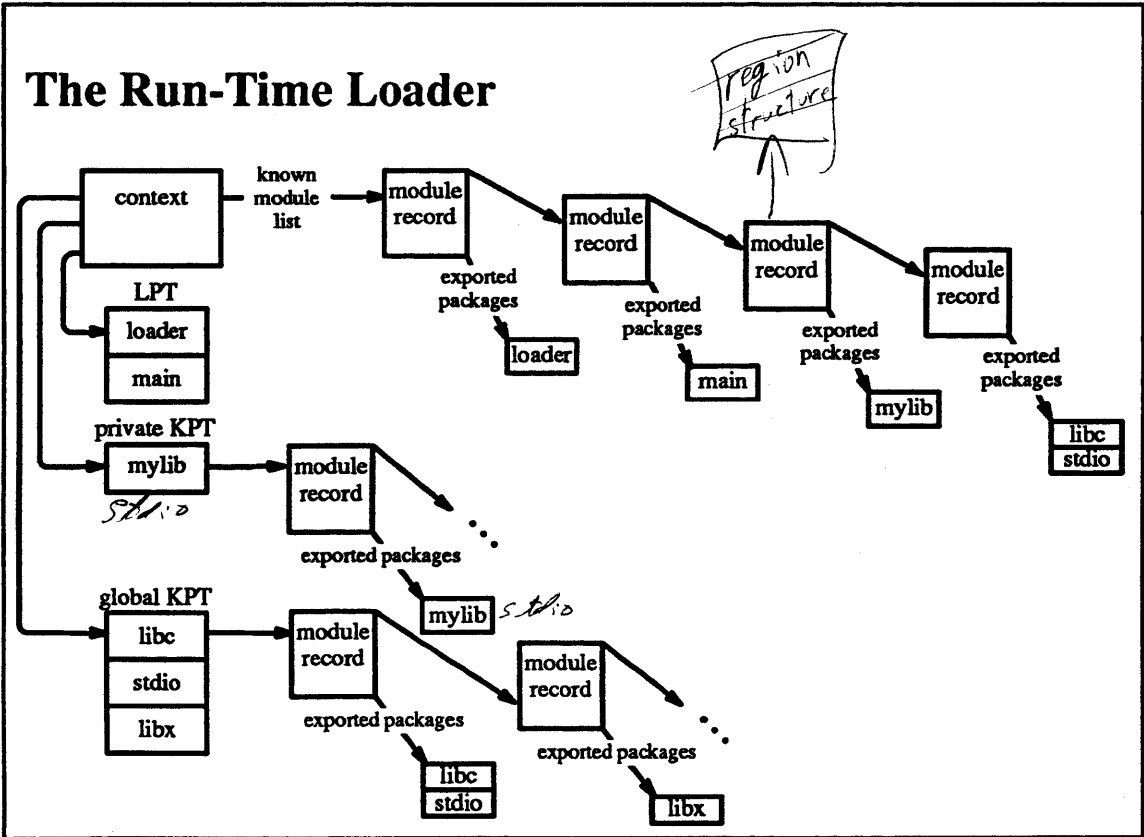 region
structure
The Run-Time Loader
context
known
module
list
module
record
module
record
module
record
module
record
exported
packages
exported
packages
exported
packages
exported
packages
loader
main
mylib
libc
stdio
LPT
loader
main
private KPT
mylib
stdio
module
record
exported packages
mylib stdio
global KPT
libc
stdio
libx
module
record
exported packages
libc
stdio
module
record
exported packages
libx